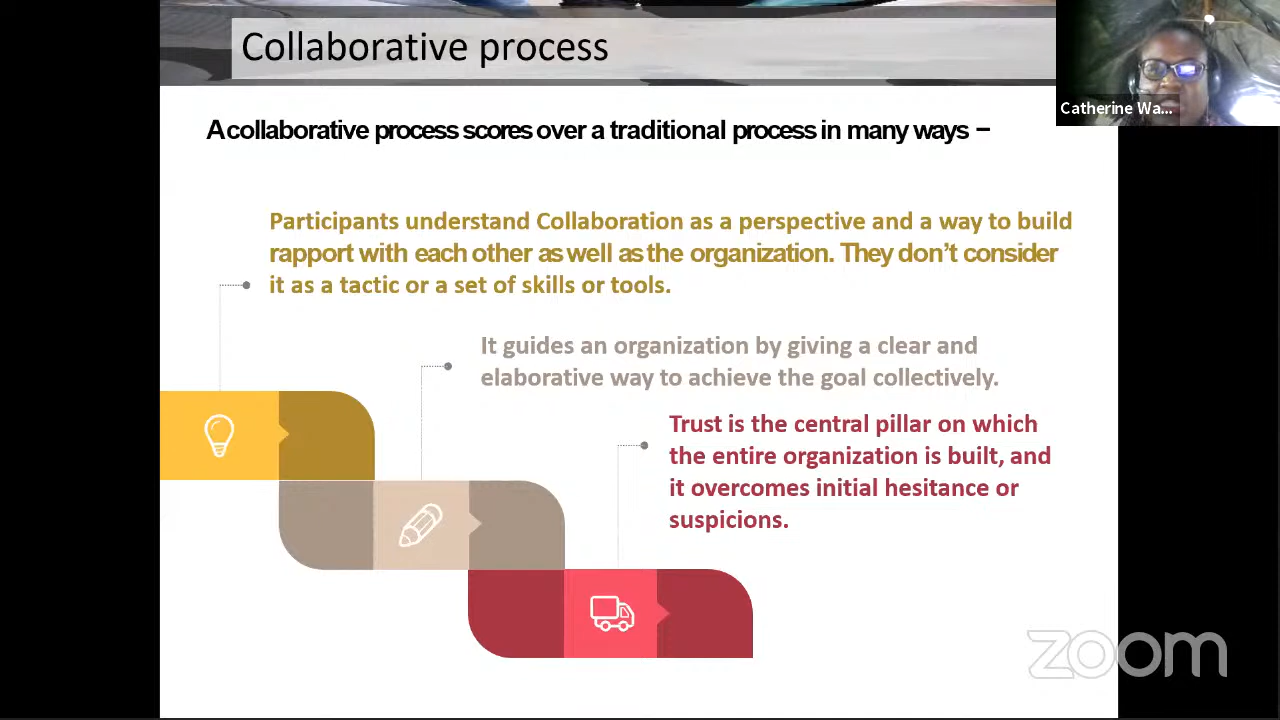 Collaborative process
Catherine Wa...
A collaborative process scores over a traditional process in many ways −
Participants understand Collaboration as a perspective and a way to build
rapport with each other as well as the organization. They don’t consider
it as a tactic or a set of skills or tools.
It guides an organization by giving a clear and
elaborative way to achieve the goal collectively.
Trust is the central pillar on which
the entire organization is built, and
it overcomes initial hesitance or
suspicions.
zoom